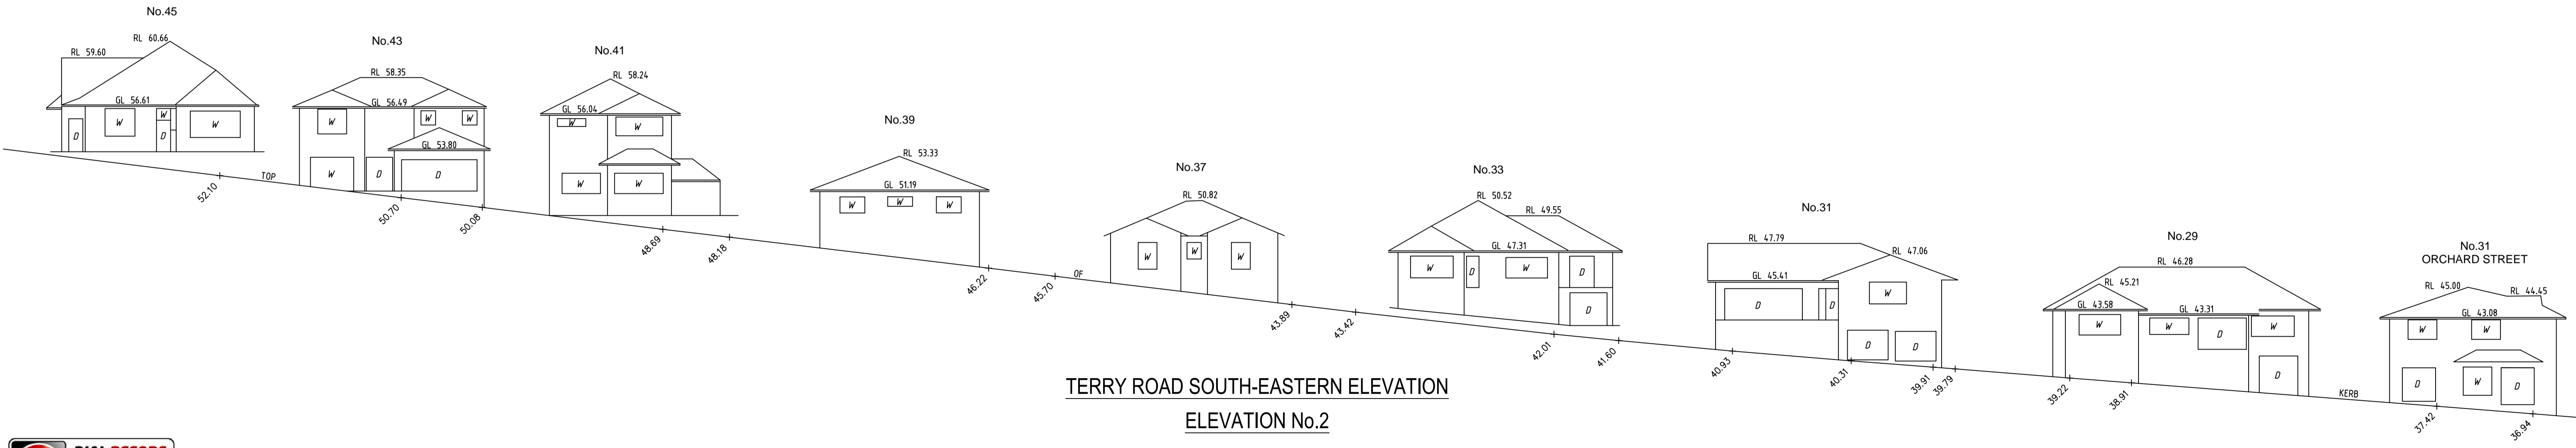 No.45
RL 60.66
RL 59.60
GL 56.61
D
W
W
D
W
No.43
RL 58.35
GL 56.49
W
W
W
GL 53.80
W
D
D
No.41
RL 58.24
GL 56.04
W
W
W
W
No.39
RL 53.33
GL 51.19
W
W
W
No.37
RL 50.82
W
W
W
No.33
RL 50.52
RL 49.55
GL 47.31
W
D
W
D
D
No.31
RL 47.79
RL 47.06
GL 45.41
D
D
W
D
D
No.29
RL 46.28
RL 45.21
GL 43.58
GL 43.31
W
W
D
W
D
No.31
ORCHARD STREET
RL 45.00
RL 44.45
GL 43.08
W
W
D
W
D
52.10
TOP
50.70
50.08
48.69
48.18
46.22
45.70
OF
43.89
43.42
42.01
41.60
40.93
40.31
39.91
39.79
39.22
38.91
KERB
37.42
36.94
TERRY ROAD SOUTH-EASTERN ELEVATION
ELEVATION No.2